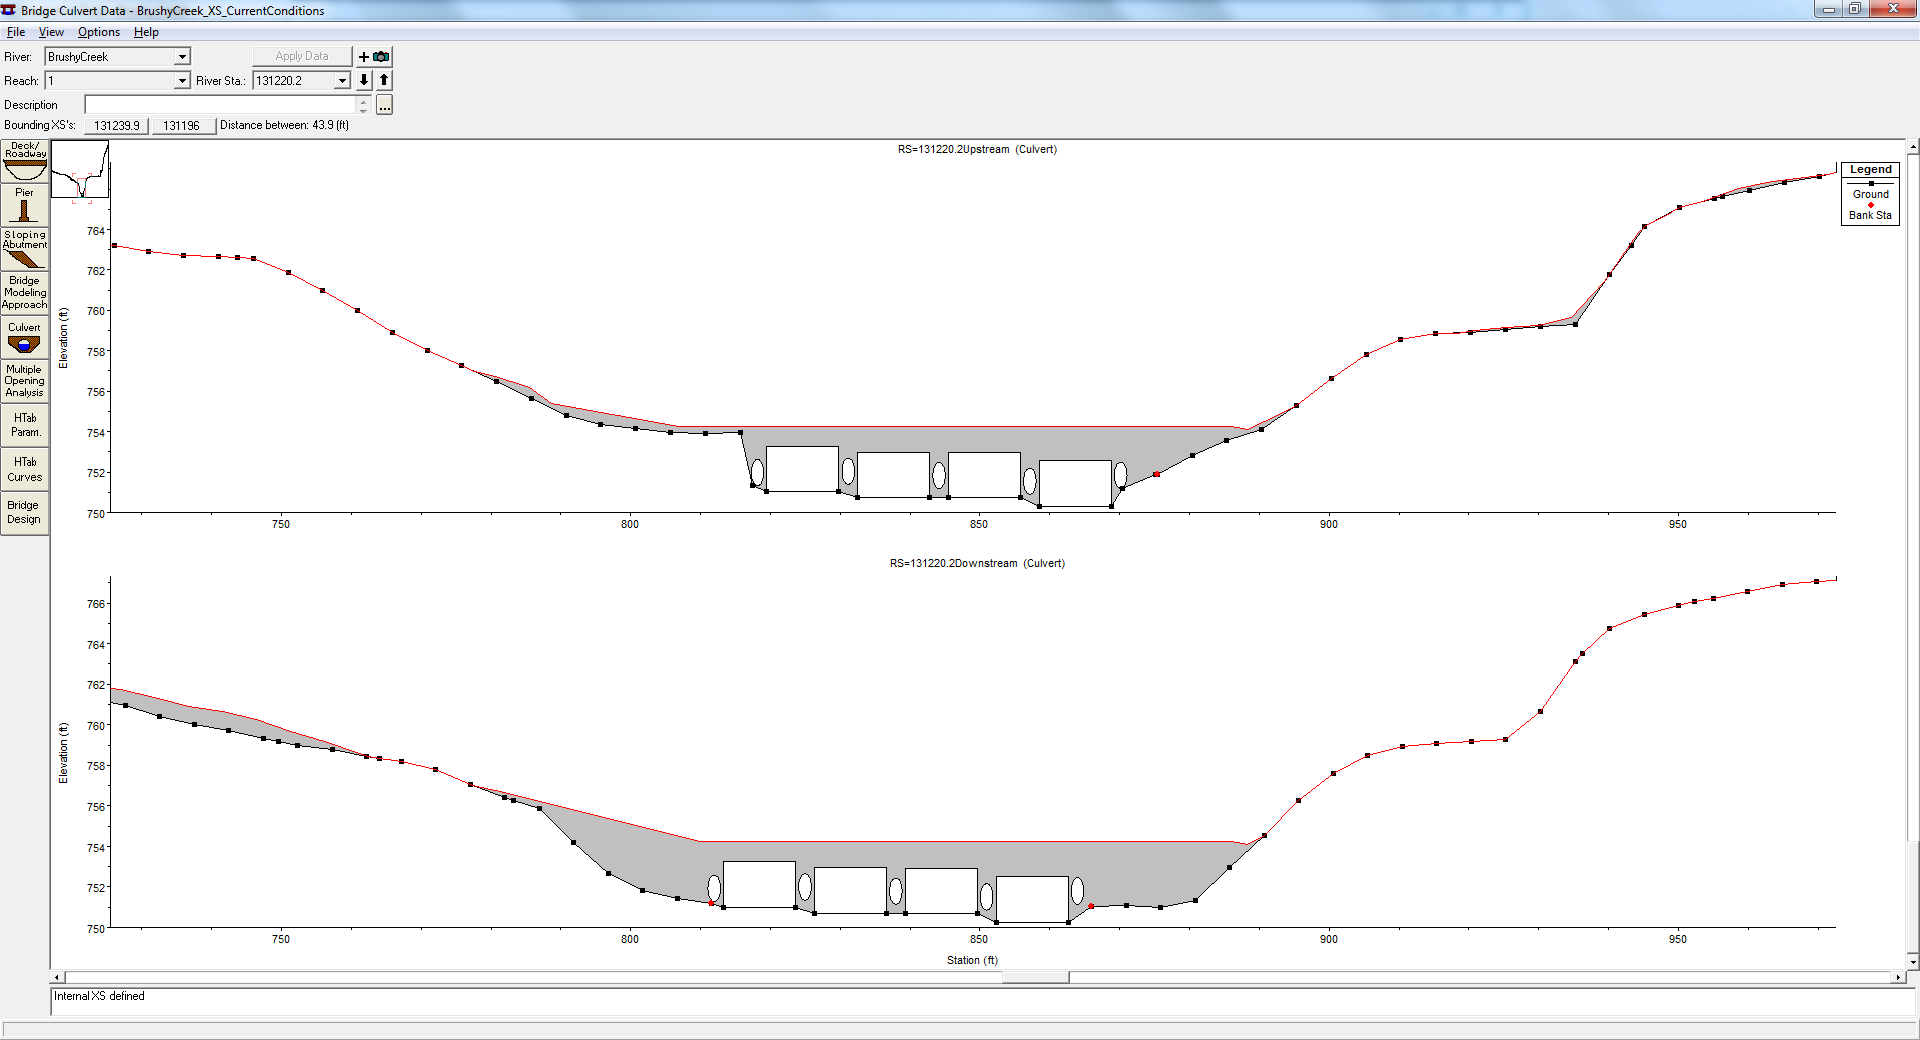 Bridge Culvert Data - BrushyCreek_XS_CurrentConditions
File View Options Help
River: BrushyCreek Apply Data +
Reach: 1 River Sta.: 131220.2
Description ...
Bounding XS's: 131239.9 131196 Distance between: 43.9 (ft)
Deck/
Roadway
Pier
Sloping
Abutment
Bridge
Modeling
Approach
Culvert
Multiple
Opening
Analysis
HTab
Param.
HTab
Curves
Bridge
Design
RS=131220.2Upstream (Culvert)
Legend
Ground
Bank Sta
764
762
760
758
756
754
752
750
Elevation (ft)
750 800 850 900 950
RS=131220.2Downstream (Culvert)
766
764
762
760
758
756
754
752
750
Elevation (ft)
750 800 850 900 950
Station (ft)
Internal XS defined